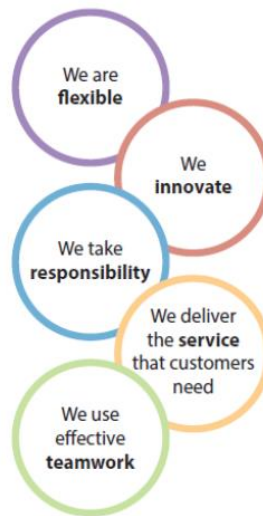 We are
flexible
We
innovate
We take
responsibility
We deliver
the service
that customers
need
We use
effective
teamwork